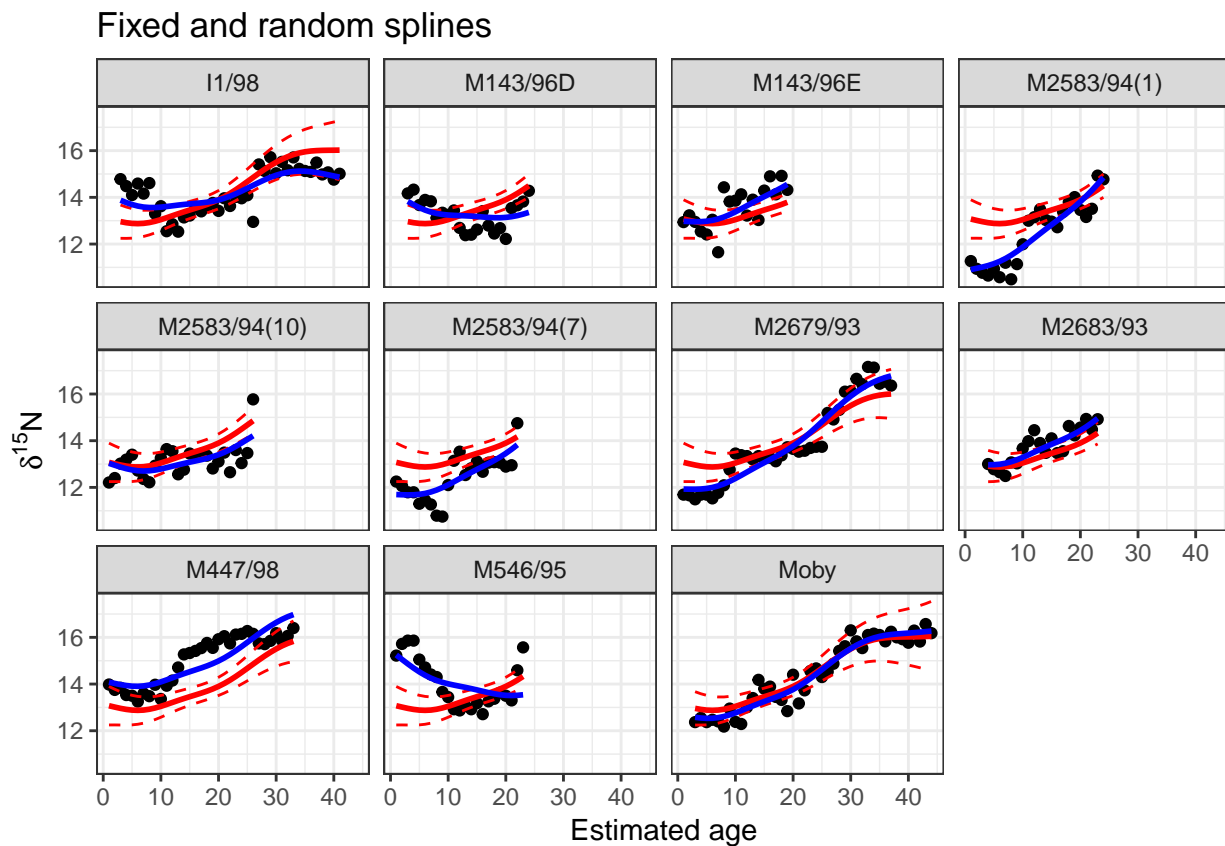 Fixed and random splines
I1/98 M143/96D M143/96E M2583/94(1)
16
14
12
M2583/94(10) M2583/94(7) M2679/93 M2683/93
16
14
12
0 10 20 30 40
M447/98 M546/95 Moby
16
14
12
0 10 20 30 40 0 10 20 30 40 0 10 20 30 40
δ¹⁵N
Estimated age